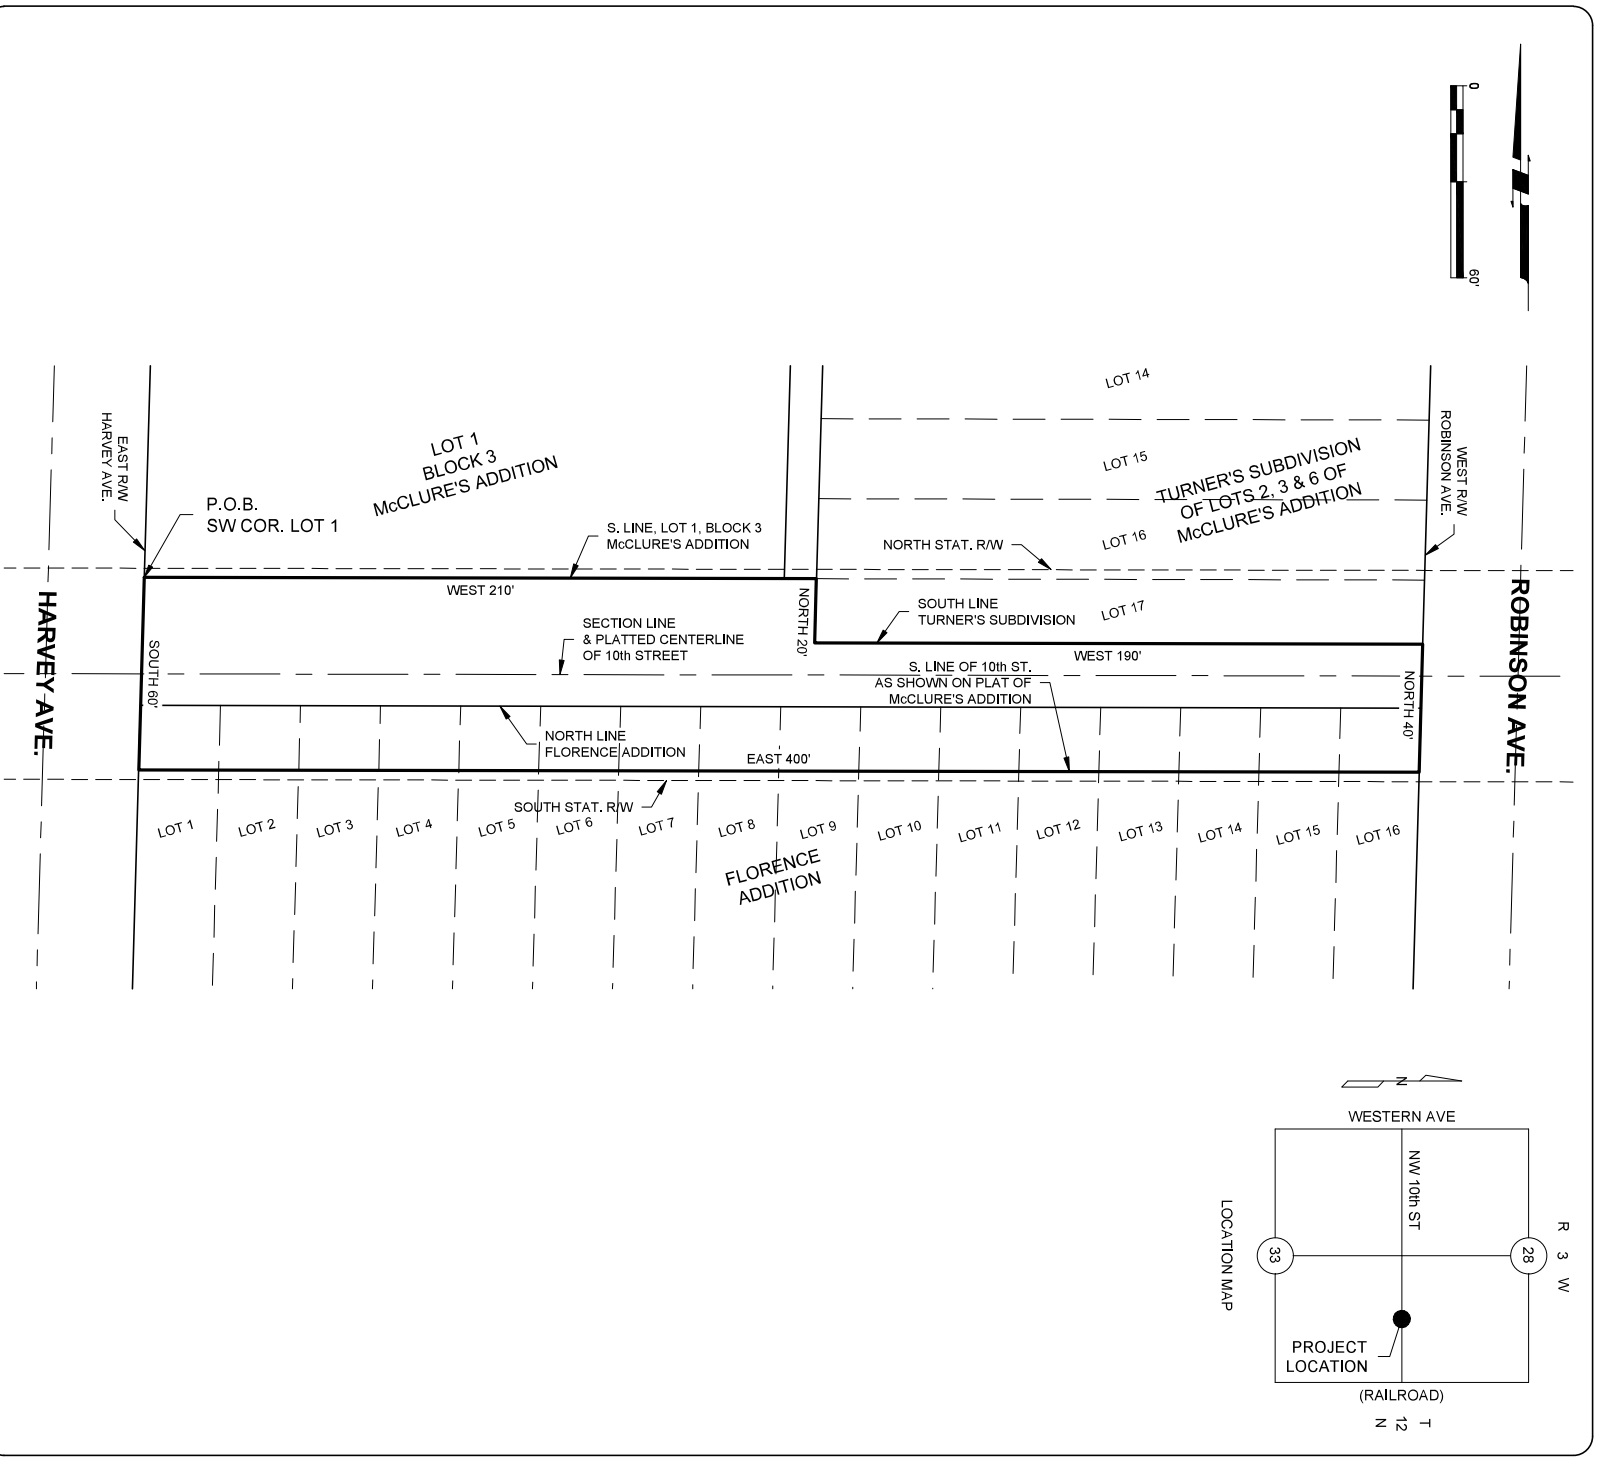 0
60'
LOT 14
LOT 15
LOT 16
LOT 17
TURNER'S SUBDIVISION
OF LOTS 2, 3 & 6 OF
McCLURE'S ADDITION
WEST R/W
ROBINSON AVE.
EAST R/W
HARVEY AVE.
LOT 1
BLOCK 3
McCLURE'S ADDITION
P.O.B.
SW COR. LOT 1
S. LINE, LOT 1, BLOCK 3
McCLURE'S ADDITION
NORTH STAT. R/W
WEST 210'
NORTH 20'
SOUTH LINE
TURNER'S SUBDIVISION
SECTION LINE
& PLATTED CENTERLINE
OF 10th STREET
WEST 190'
S. LINE OF 10th ST.
AS SHOWN ON PLAT OF
McCLURE'S ADDITION
HARVEY AVE.
SOUTH 60'
NORTH 40'
ROBINSON AVE.
NORTH LINE
FLORENCE ADDITION
EAST 400'
SOUTH STAT. R/W
LOT 1
LOT 2
LOT 3
LOT 4
LOT 5
LOT 6
LOT 7
LOT 8
LOT 9
LOT 10
LOT 11
LOT 12
LOT 13
LOT 14
LOT 15
LOT 16
FLORENCE
ADDITION
N
WESTERN AVE
NW 10th ST
R 3 W
28
33
LOCATION MAP
PROJECT
LOCATION
(RAILROAD)
T
12
N